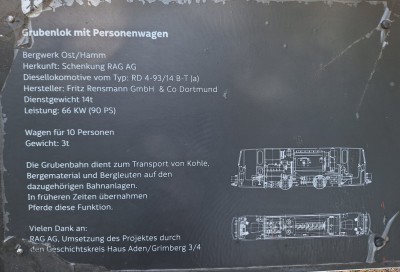 Grubenlok mit Personenwagen
Bergwerk Ost/Hamm
Herkunft: Schenkung RAG AG
Diesellokomotive vom Typ: RD 4-93/14 B-T (a)
Hersteller: Fritz Rensmann GmbH & Co Dortmund
Dienstgewicht 14t
Leistung: 66 KW (90 PS)
Wagen für 10 Personen
Gewicht: 3t
Die Grubenbahn dient zum Transport von Kohle,
Bergematerial und Bergleuten auf den
dazugehörigen Bahnanlagen.
In früheren Zeiten übernahmen
Pferde diese Funktion.
Vielen Dank an:
RAG AG, Umsetzung des Projektes durch
den Geschichtskreis Haus Aden/Grimberg 3/4